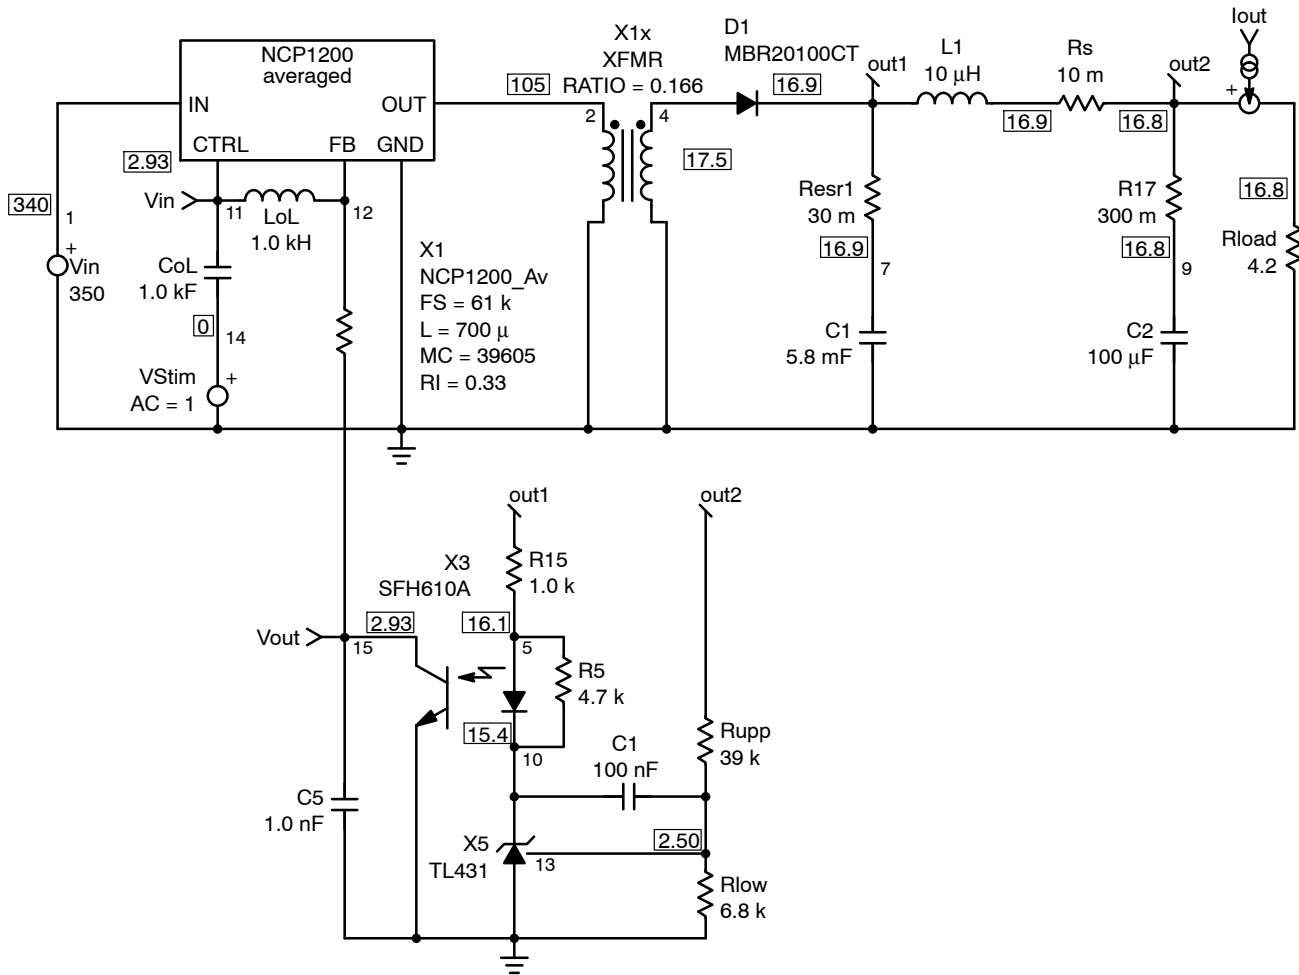 Iout
X1x
XFMR
RATIO = 0.166
D1
MBR20100CT
out1
L1
10 μH
Rs
10 m
out2
NCP1200
averaged
IN
OUT
CTRL
FB
GND
105
2
4
16.9
16.9
16.8
+
2.93
17.5
340
1
Vin
11
LoL
1.0 kH
12
Resr1
30 m
16.9
7
R17
300 m
16.8
9
16.8
Rload
4.2
+
Vin
350
CoL
1.0 kF
0
14
VStim
AC = 1
+
X1
NCP1200_Av
FS = 61 k
L = 700 μ
MC = 39605
RI = 0.33
C1
5.8 mF
C2
100 μF
out1
out2
R15
1.0 k
X3
SFH610A
Vout
2.93
15
16.1
5
R5
4.7 k
15.4
10
C1
100 nF
Rupp
39 k
C5
1.0 nF
X5
TL431
13
2.50
Rlow
6.8 k